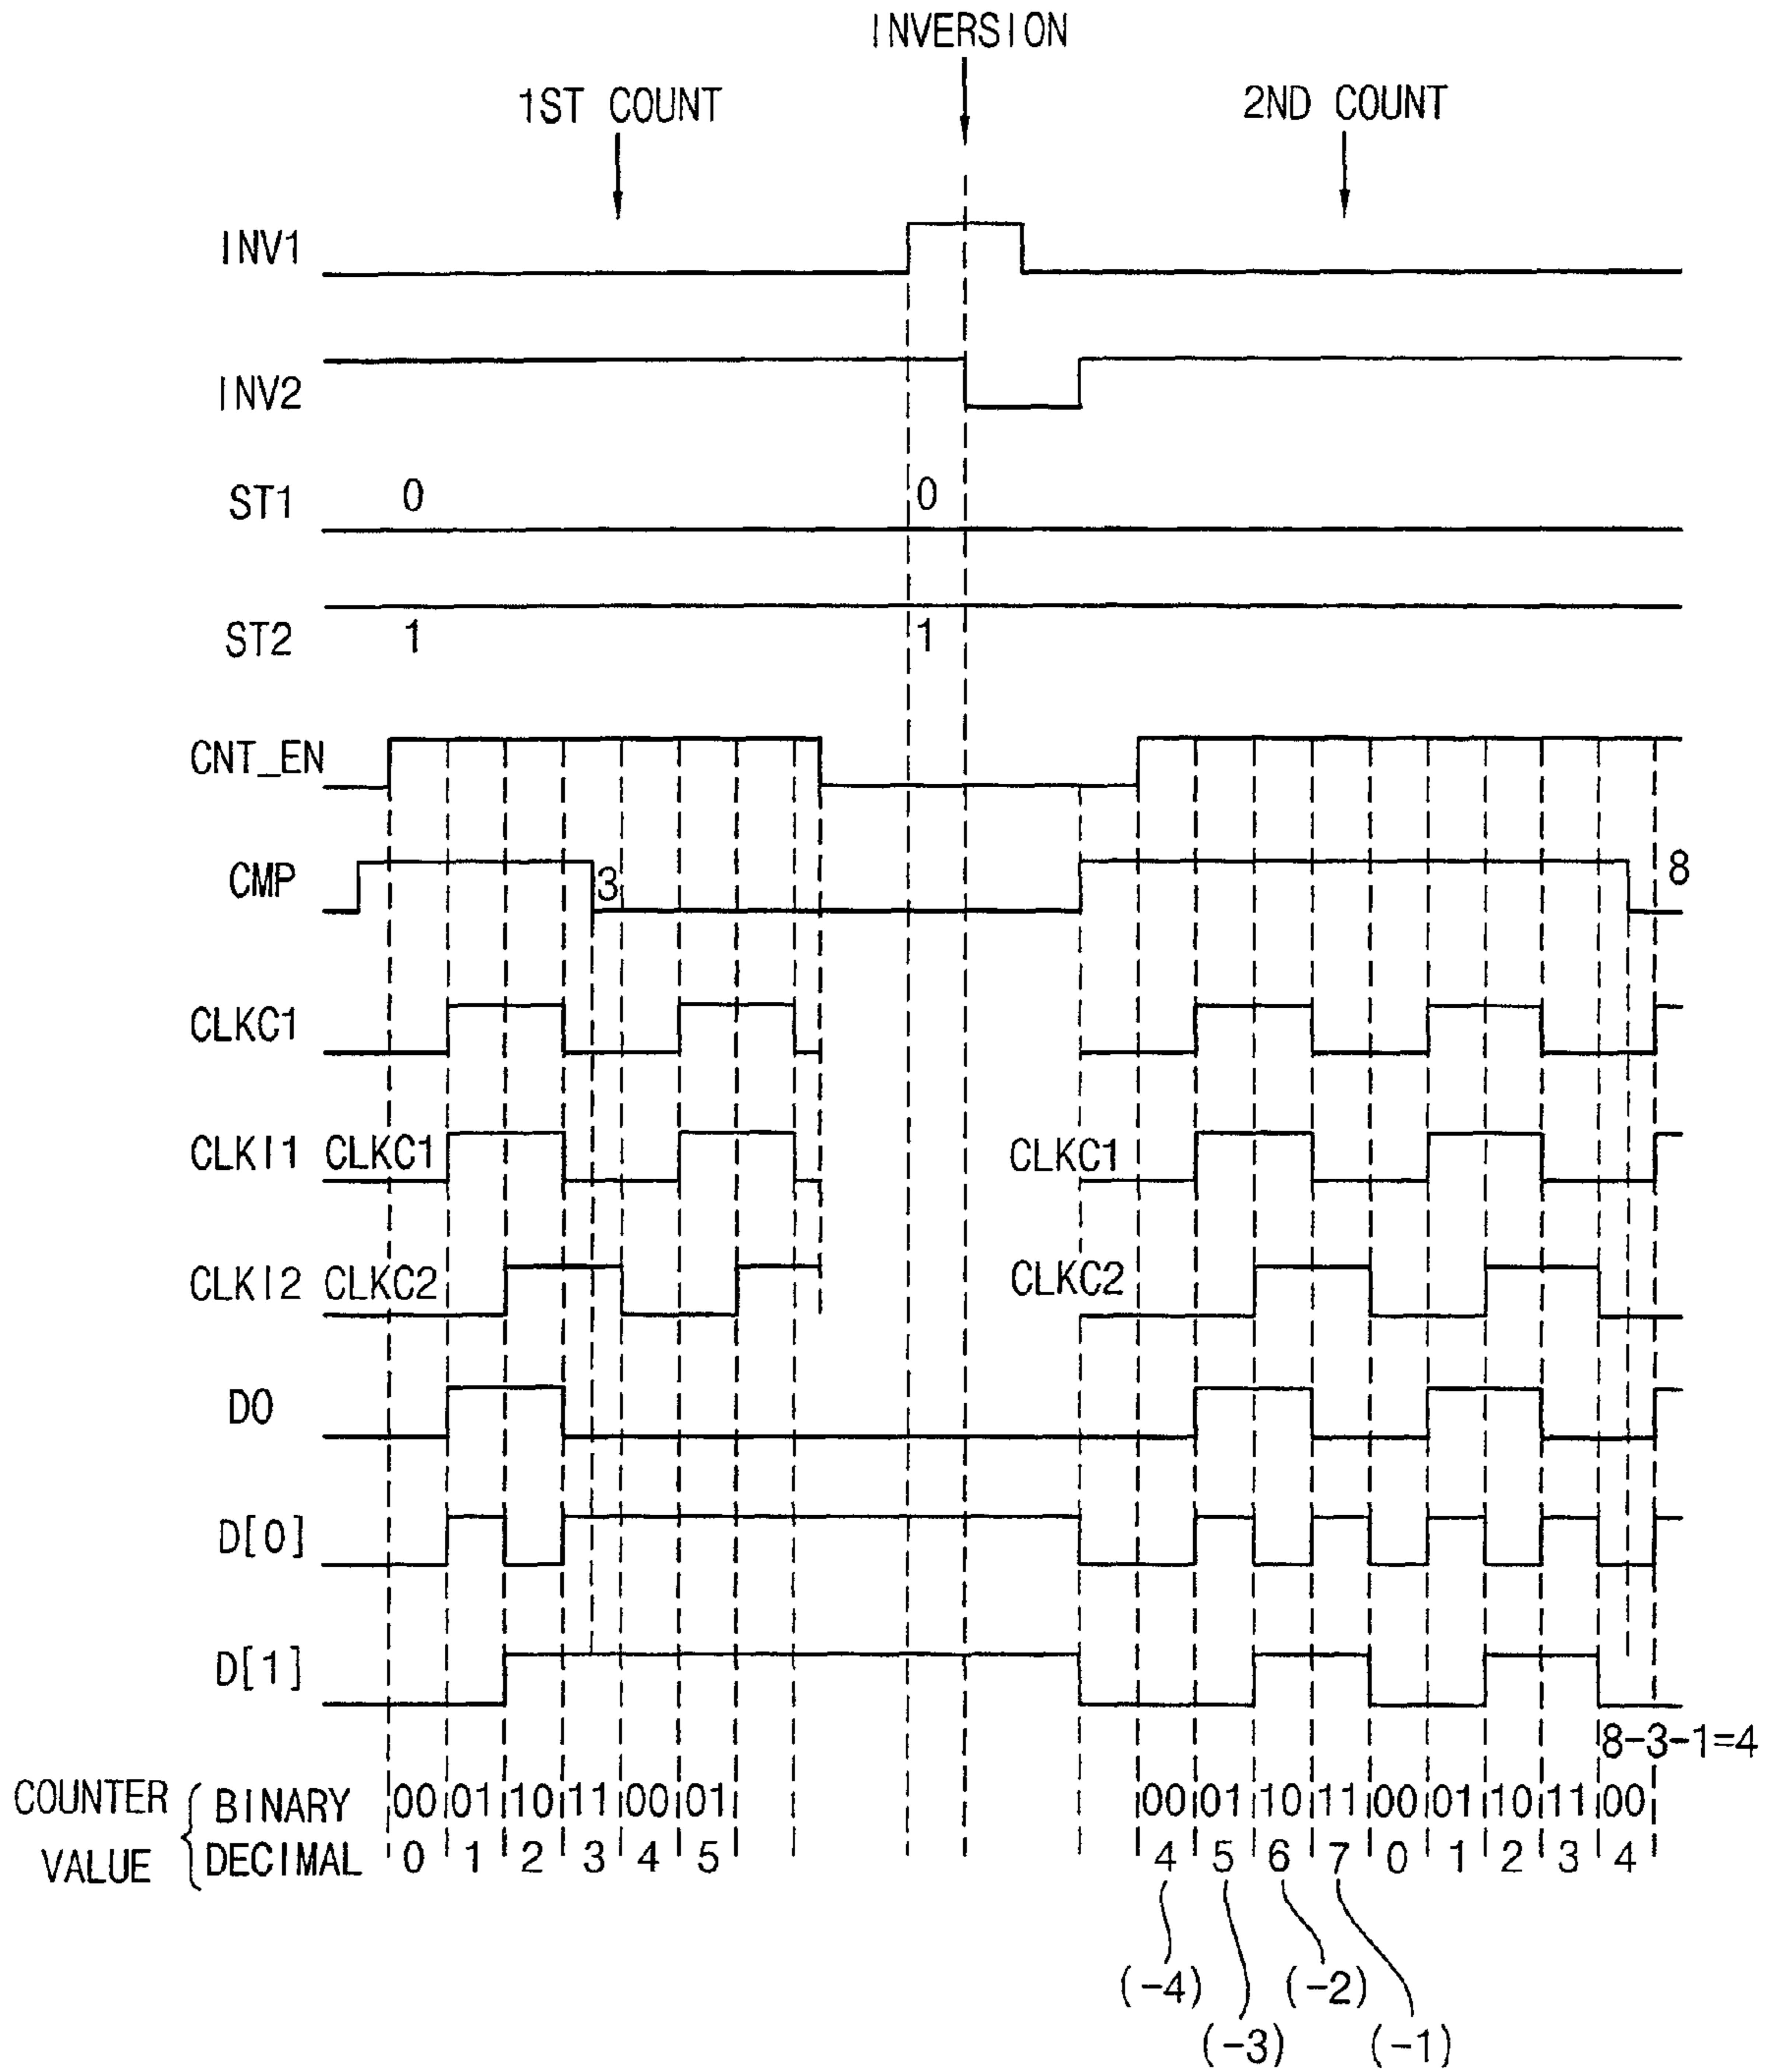 INVERSION
1ST COUNT
2ND COUNT
INV1
INV2
ST1 0 0
ST2 1 1
CNT_EN
CMP 3 8
CLKC1
CLKI1 CLKC1 CLKC1
CLKI2 CLKC2 CLKC2
D0
D[0]
D[1]
8-3-1=4
COUNTER VALUE
BINARY 00 01 10 11 00 01 00 01 10 11 00 01 10 11 00
DECIMAL 0 1 2 3 4 5 4 5 6 7 0 1 2 3 4
(-4) (-2)
(-3) (-1)